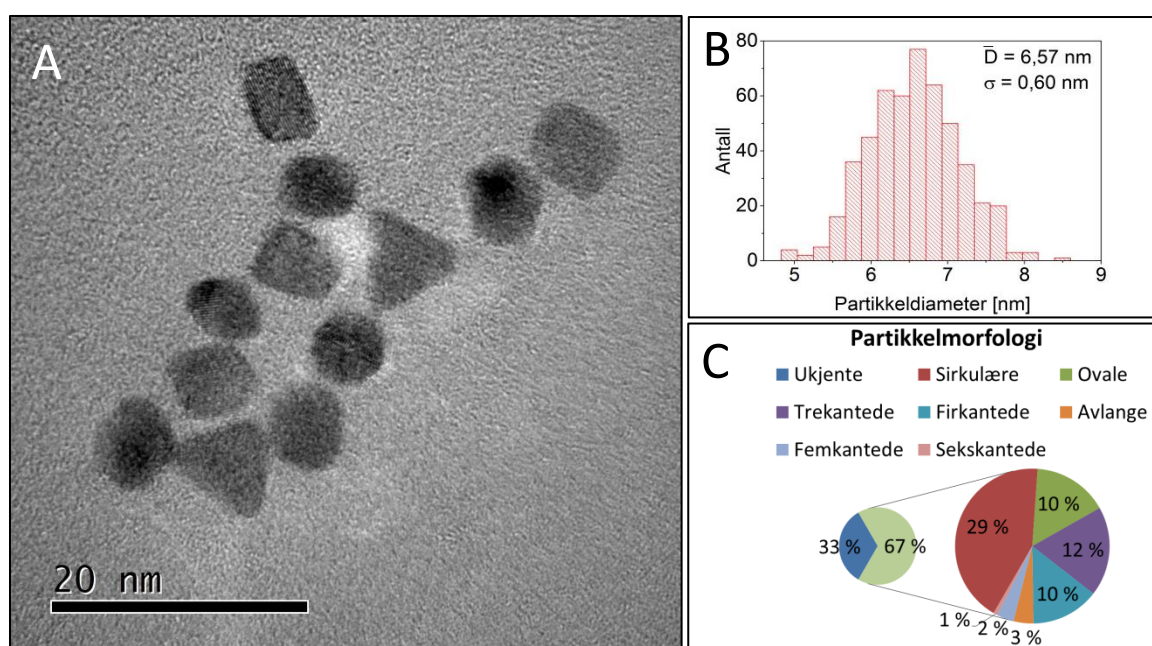 A
20 nm
B
D̅ = 6,57 nm
σ = 0,60 nm
Antall
80
60
40
20
0
5 6 7 8 9
Partikkeldiameter [nm]
C
Partikkelmorfologi
Ukjente Sirkulære Ovale
Trekantede Firkantede Avlange
Femkantede Sekskantede
33 % 67 %
29 % 10 %
12 %
10 %
1 % 2 % 3 %